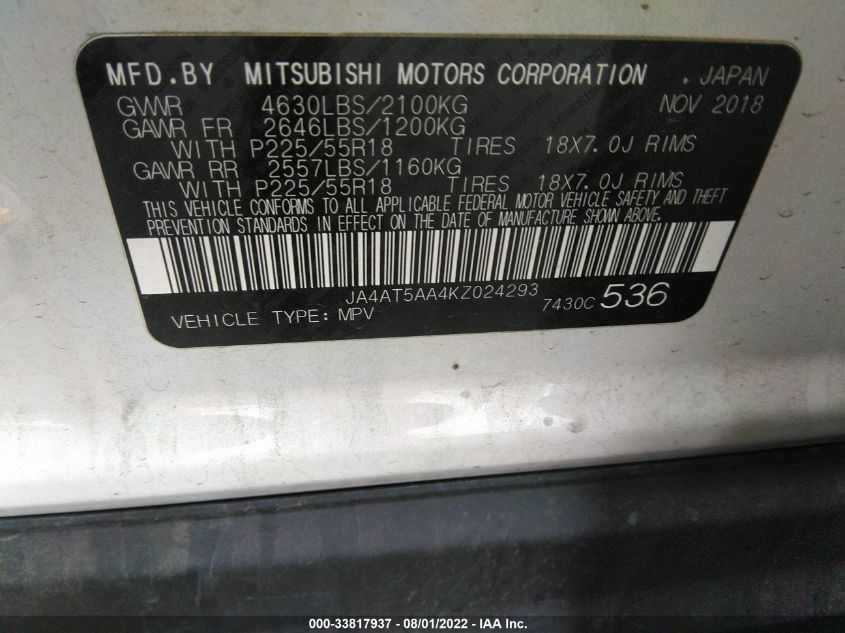 MFD.BY MITSUBISHI MOTORS CORPORATION , JAPAN
GVWR 4630LBS/2100KG NOV 2018
GAWR FR 2646LBS/1200KG
WITH P225/55R18 TIRES 18X7.0J RIMS
GAWR RR 2557LBS/1160KG
WITH P225/55R18 TIRES 18X7.0J RIMS
THIS VEHICLE CONFORMS TO ALL APPLICABLE FEDERAL MOTOR VEHICLE SAFETY AND THEFT
PREVENTION STANDARDS IN EFFECT ON THE DATE OF MANUFACTURE SHOWN ABOVE.
JA4AT5AA4KZ024293
VEHICLE TYPE: MPV 7430C 536
000-33817937 - 08/01/2022 - IAA Inc.